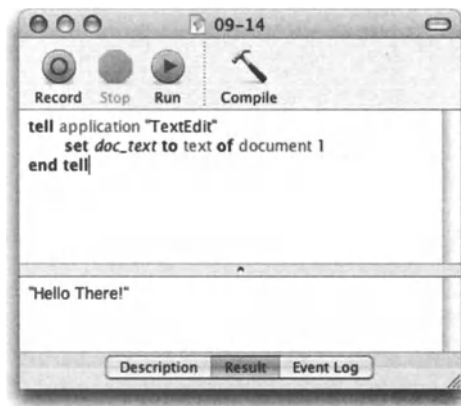 09-14
Record Stop Run Compile
tell application "TextEdit"
set doc_text to text of document 1
end tell
"Hello There!"
Description Result Event Log